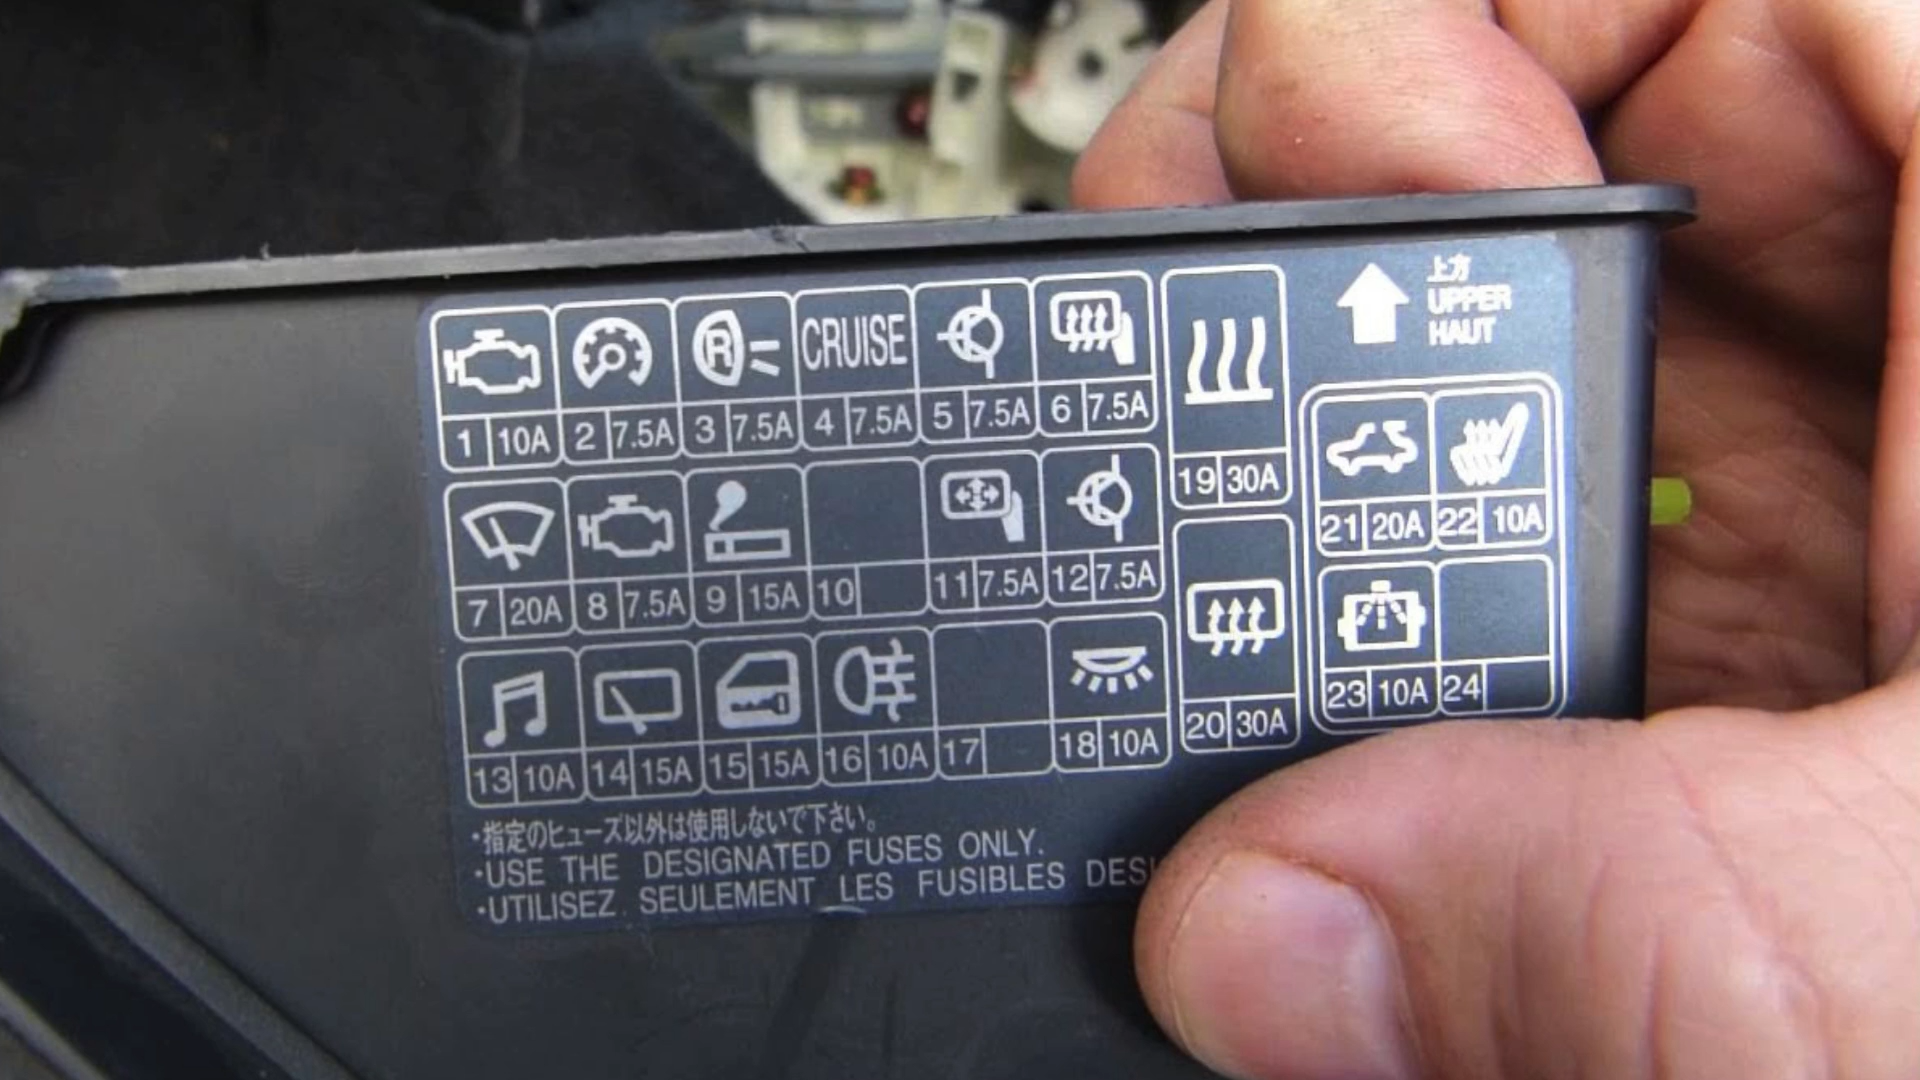 上方
UPPER
HAUT
R CRUISE
1 10A 2 7.5A 3 7.5A 4 7.5A 5 7.5A 6 7.5A
19 30A
21 20A 22 10A
7 20A 8 7.5A 9 15A 10 11 7.5A 12 7.5A
20 30A
23 10A 24
13 10A 14 15A 15 15A 16 10A 17 18 10A
・指定のヒューズ以外は使用しないで下さい。
・USE THE DESIGNATED FUSES ONLY.
・UTILISEZ SEULEMENT LES FUSIBLES